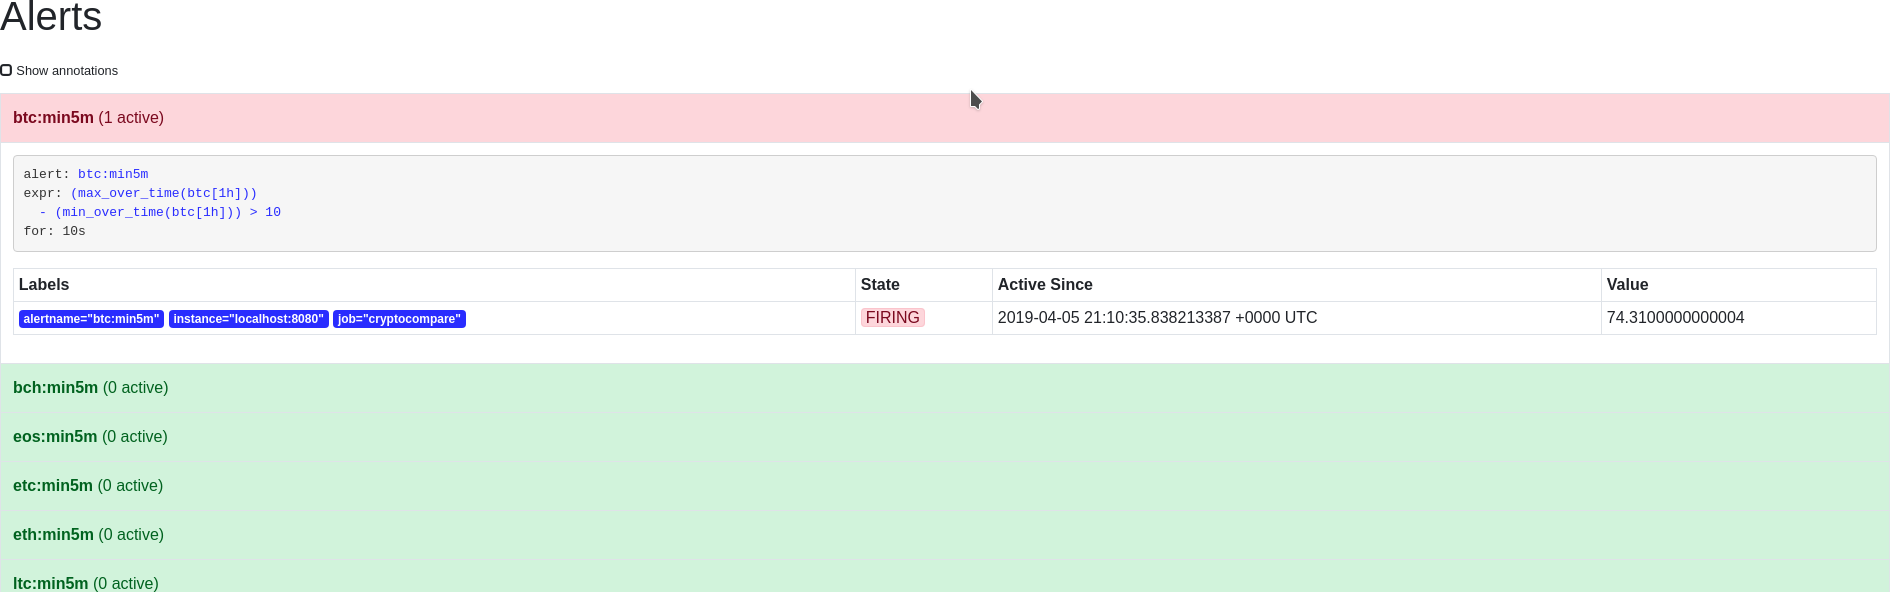 Alerts
Show annotations
btc:min5m (1 active)
alert: btc:min5m
expr: (max_over_time(btc[1h]))
  - (min_over_time(btc[1h])) > 10
for: 10s
Labels State Active Since Value
alertname="btc:min5m" instance="localhost:8080" job="cryptocompare" FIRING 2019-04-05 21:10:35.838213387 +0000 UTC 74.3100000000004
bch:min5m (0 active)
eos:min5m (0 active)
etc:min5m (0 active)
eth:min5m (0 active)
ltc:min5m (0 active)